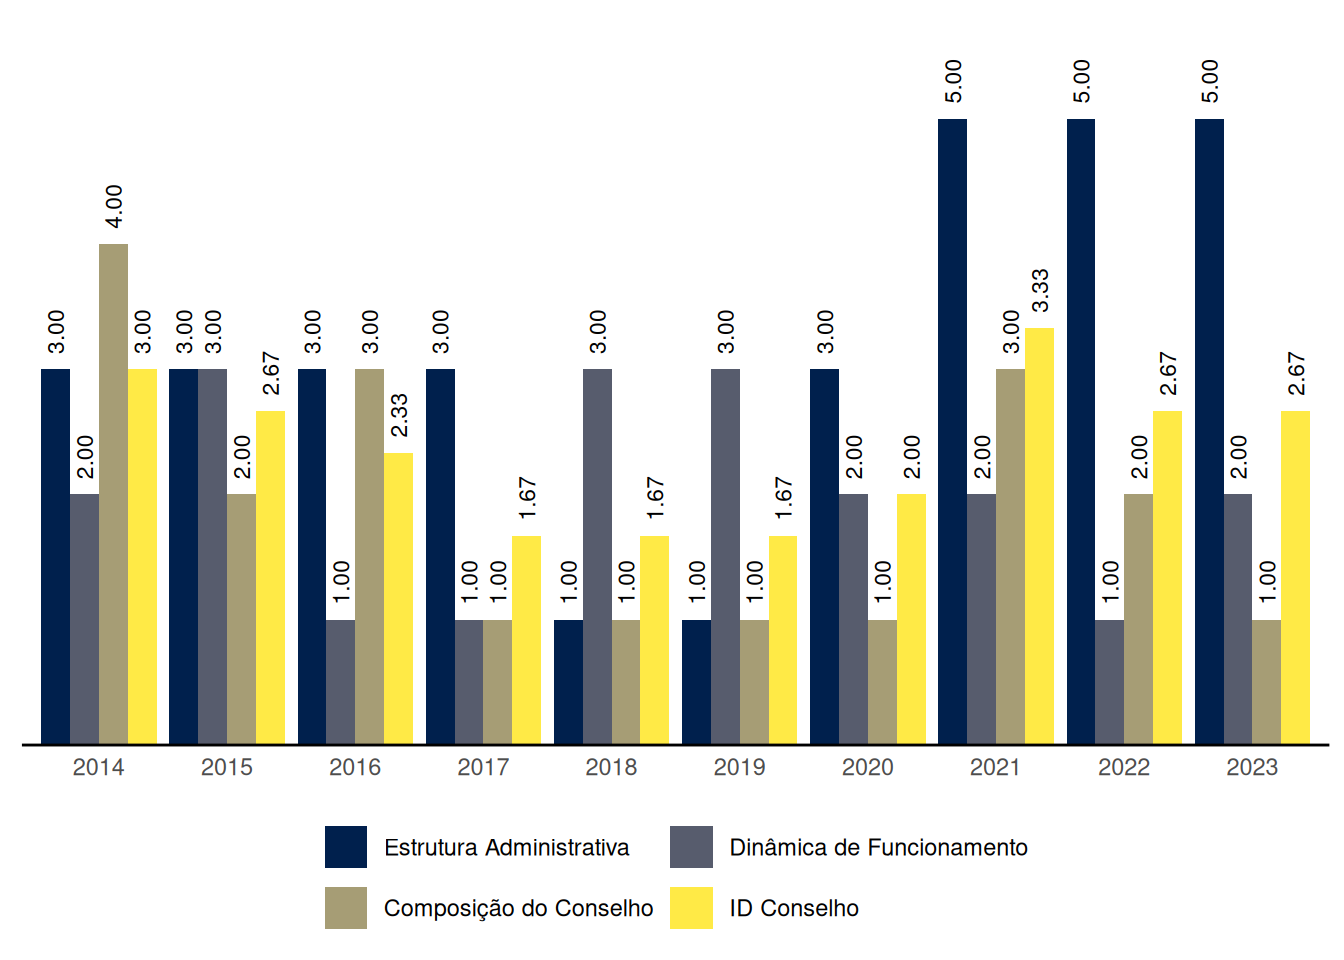 3.00 2.00 4.00 3.00 3.00 3.00 2.00 2.67 3.00 1.00 3.00 2.33 3.00 1.00 1.00 1.67 1.00 3.00 1.00 1.67 1.00 3.00 1.00 1.67 3.00 2.00 1.00 2.00 5.00 2.00 3.00 3.33 5.00 1.00 2.00 2.67 5.00 2.00 1.00 2.67
2014 2015 2016 2017 2018 2019 2020 2021 2022 2023
Estrutura Administrativa Dinâmica de Funcionamento
Composição do Conselho ID Conselho